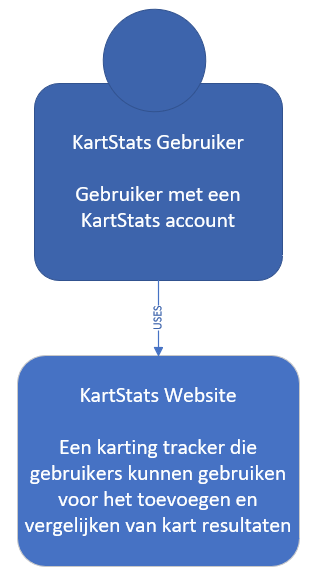 KartStats Gebruiker
Gebruiker met een
KartStats account
USES
KartStats Website
Een karting tracker die
gebruikers kunnen gebruiken
voor het toevoegen en
vergelijken van kart resultaten